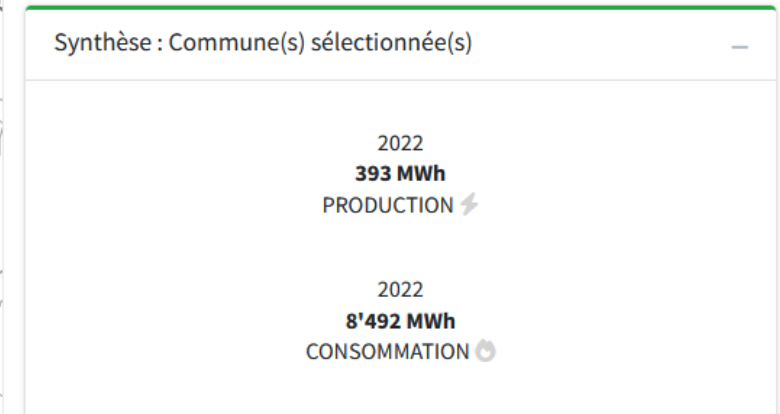 Synthèse : Commune(s) sélectionnée(s)
2022
393 MWh
PRODUCTION
2022
8'492 MWh
CONSOMMATION